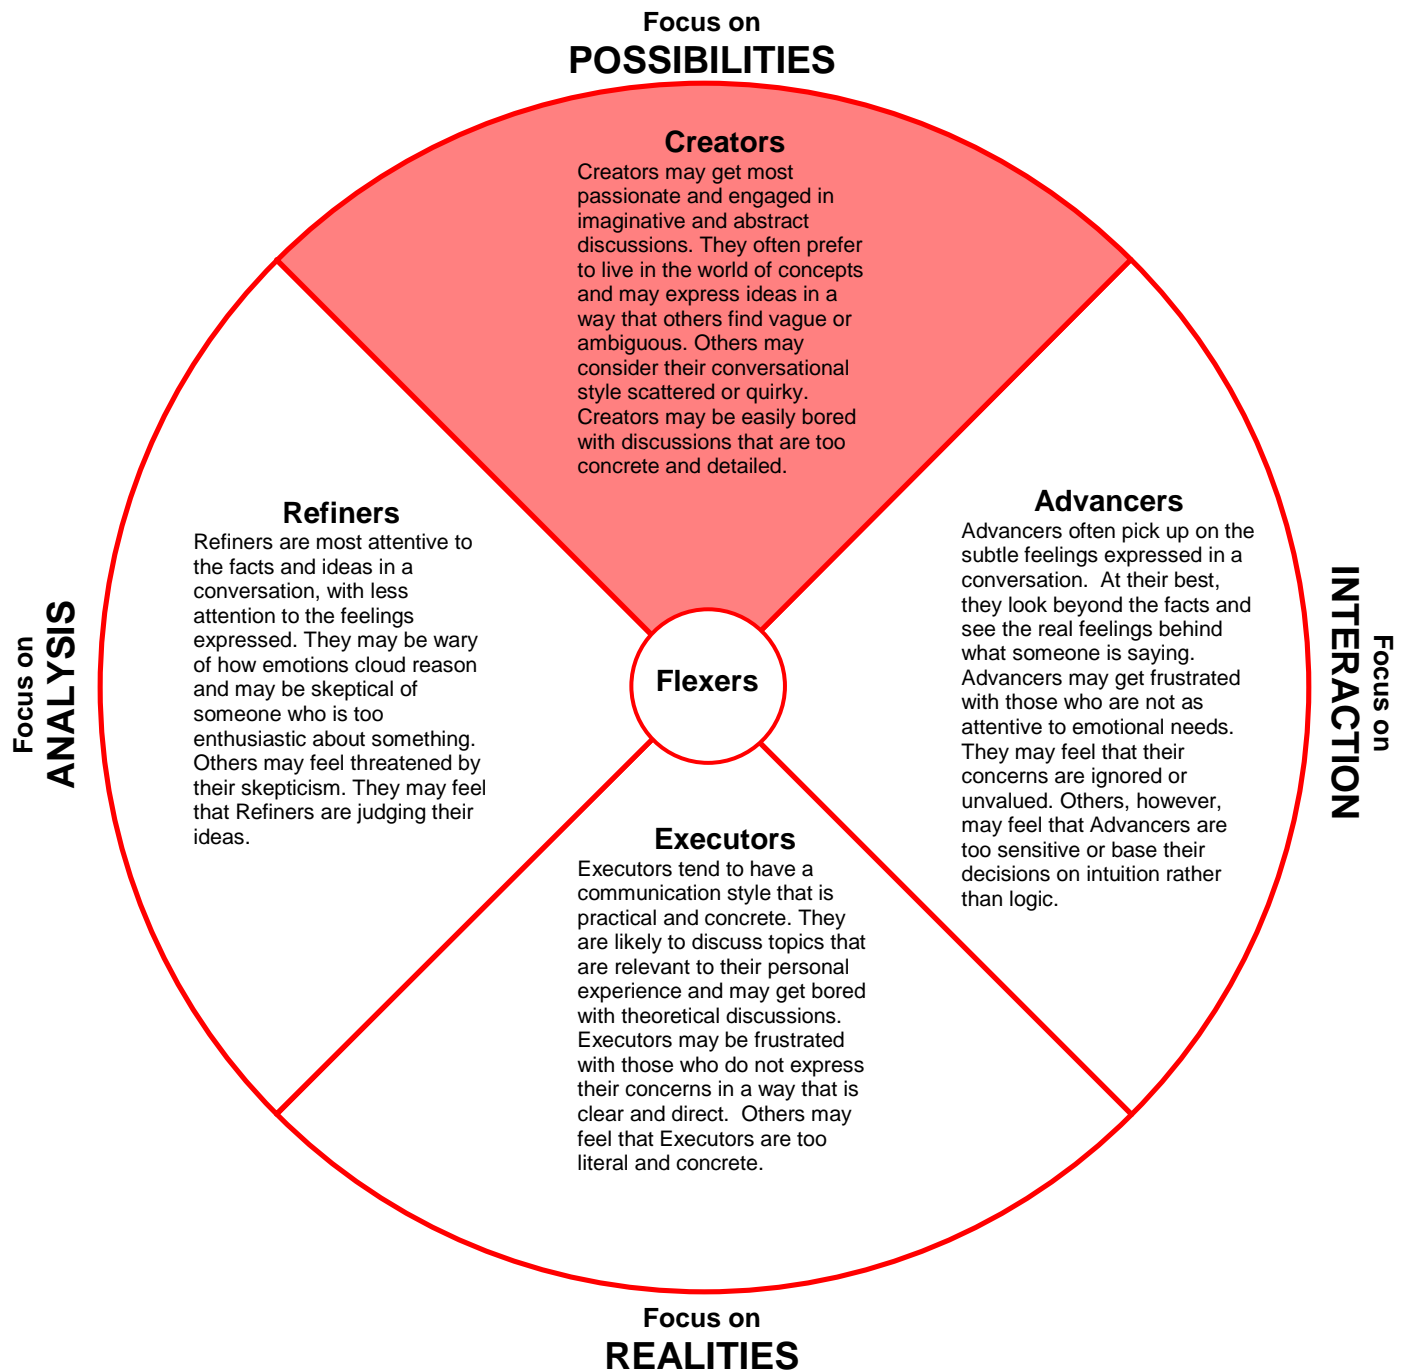 Focus on
POSSIBILITIES
Creators
Creators may get most
passionate and engaged in
imaginative and abstract
discussions. They often prefer
to live in the world of concepts
and may express ideas in a
way that others find vague or
ambiguous. Others may
consider their conversational
style scattered or quirky.
Creators may be easily bored
with discussions that are too
concrete and detailed.
Focus on
ANALYSIS
Refiners
Refiners are most attentive to
the facts and ideas in a
conversation, with less
attention to the feelings
expressed. They may be wary
of how emotions cloud reason
and may be skeptical of
someone who is too
enthusiastic about something.
Others may feel threatened by
their skepticism. They may feel
that Refiners are judging their
ideas.
Flexers
Advancers
Advancers often pick up on the
subtle feelings expressed in a
conversation.  At their best,
they look beyond the facts and
see the real feelings behind
what someone is saying.
Advancers may get frustrated
with those who are not as
attentive to emotional needs.
They may feel that their
concerns are ignored or
unvalued. Others, however,
may feel that Advancers are
too sensitive or base their
decisions on intuition rather
than logic.
Focus on
INTERACTION
Executors
Executors tend to have a
communication style that is
practical and concrete. They
are likely to discuss topics that
are relevant to their personal
experience and may get bored
with theoretical discussions.
Executors may be frustrated
with those who do not express
their concerns in a way that is
clear and direct.  Others may
feel that Executors are too
literal and concrete.
Focus on
REALITIES